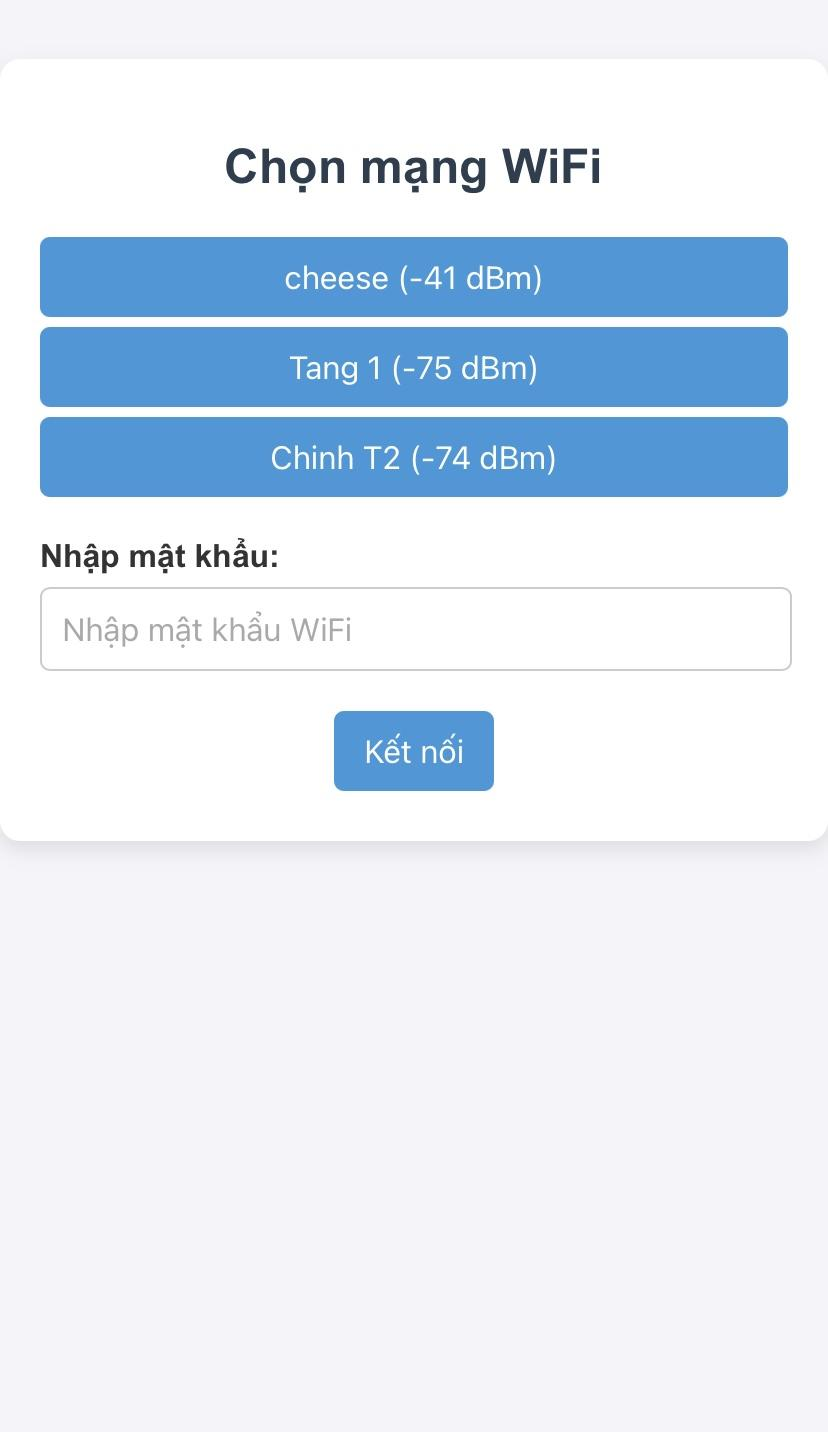 Chọn mạng WiFi
cheese (-41 dBm)
Tang 1 (-75 dBm)
Chinh T2 (-74 dBm)
Nhập mật khẩu:
Nhập mật khẩu WiFi
Kết nối